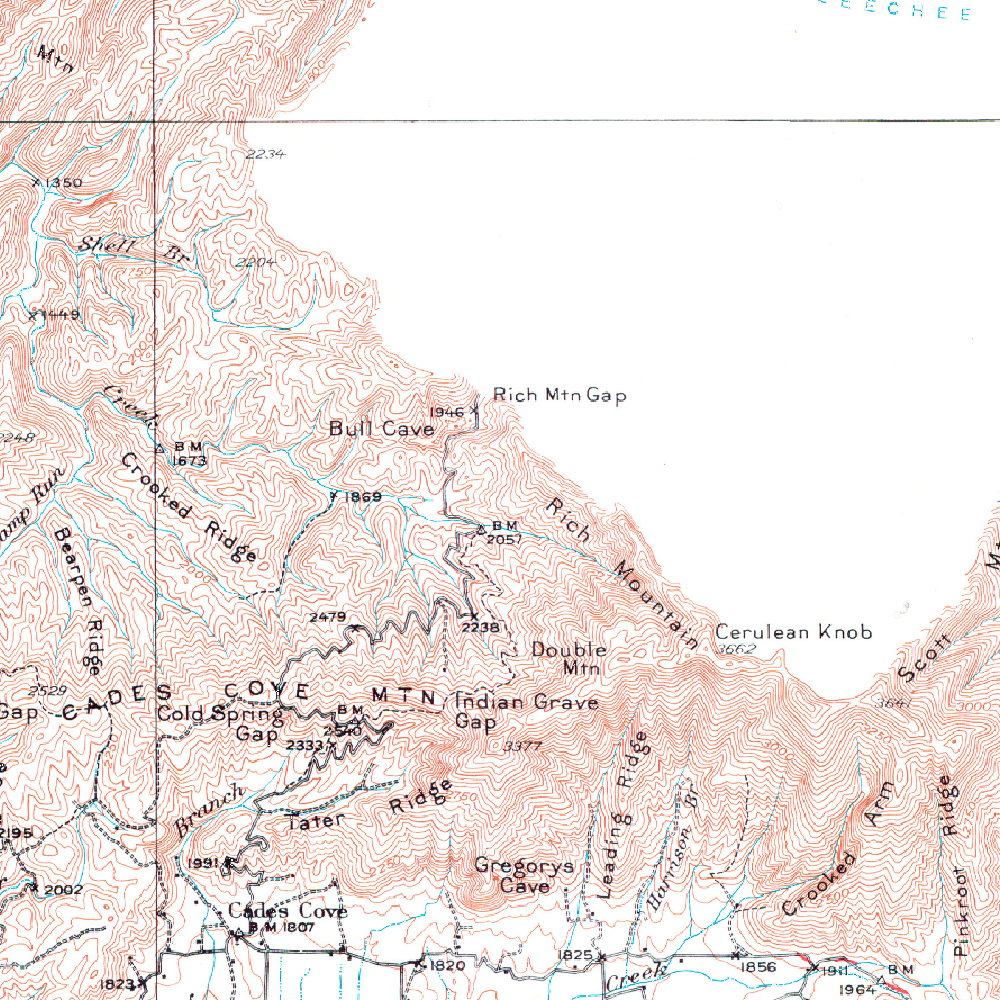 Mtn
2234
1350
Shell Br
2204
1449
Creek
Rich Mtn Gap
1946
Bull Cave
2248
BM
1673
Crooked Ridge
Run
1869
Rich Mountain
BM
2057
Bearpen Ridge
2479
2238
Double
Mtn
Cerulean Knob
3662
Scott
Mt
2529
Gap
CADES COVE MTN
Cold Spring
Gap
BM
2540
2333
Indian Grave
Gap
3377
3641
Leading Ridge
Branch
Tater Ridge
Harrison Br
Crooked Arm
Pinkroot Ridge
2195
1991
2002
Gregorys
Cave
Cades Cove
BM 1807
1820
1825
Creek
1856
1911
BM
1964
1823